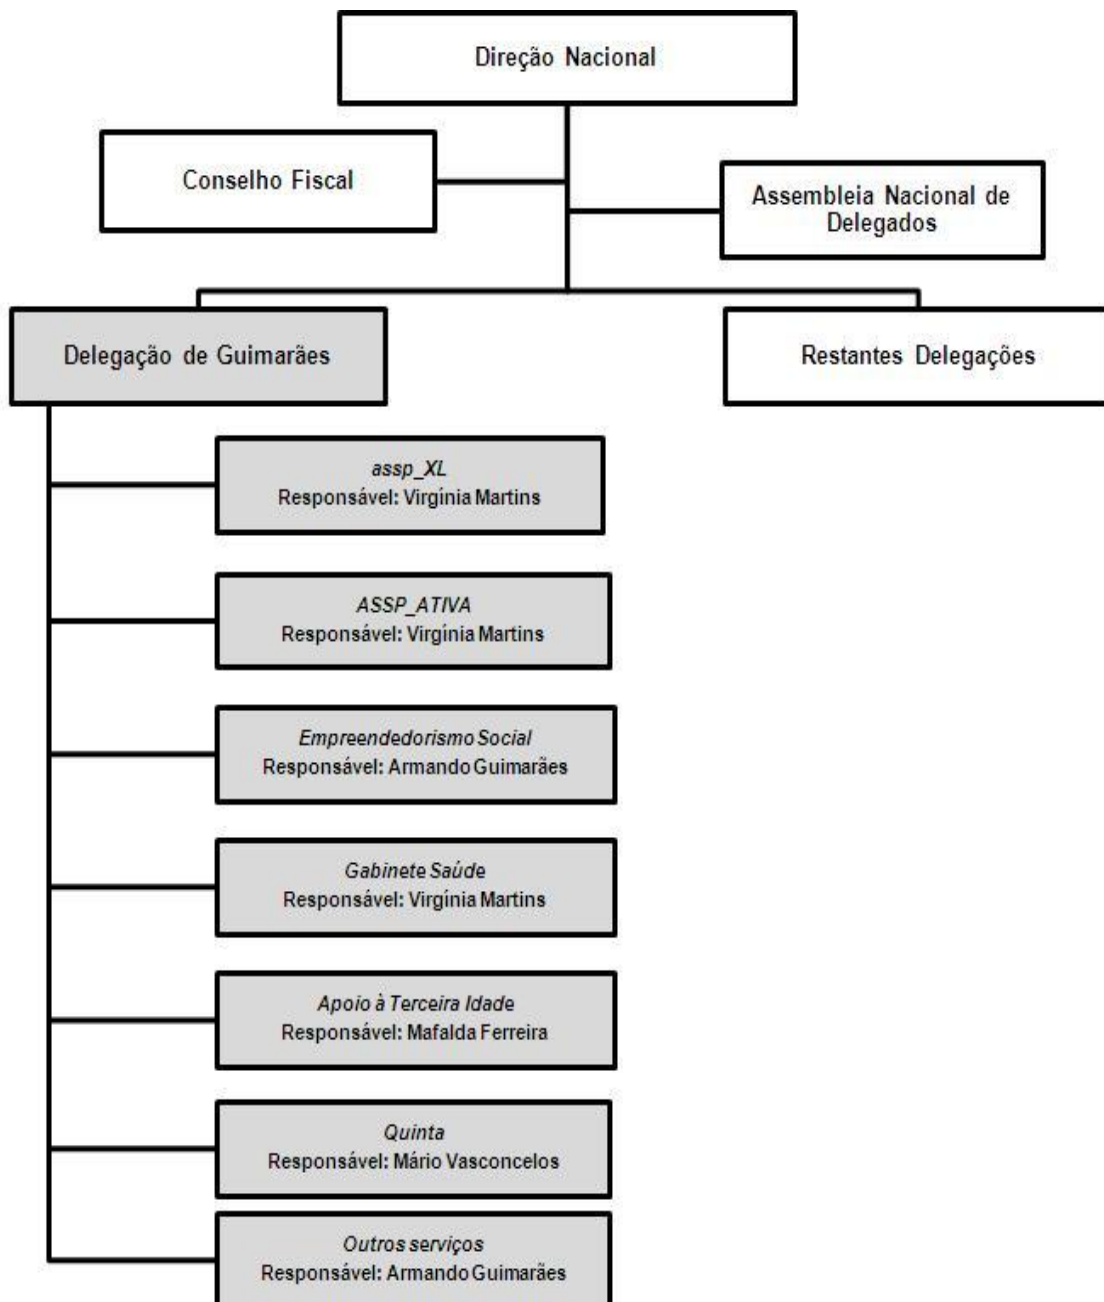 Direção Nacional
Conselho Fiscal
Assembleia Nacional de
Delegados
Delegação de Guimarães
Restantes Delegações
assp_XL
Responsável: Virgínia Martins
ASSP_ATIVA
Responsável: Virgínia Martins
Empreendedorismo Social
Responsável: Armando Guimarães
Gabinete Saúde
Responsável: Virgínia Martins
Apoio à Terceira Idade
Responsável: Mafalda Ferreira
Quinta
Responsável: Mário Vasconcelos
Outros serviços
Responsável: Armando Guimarães